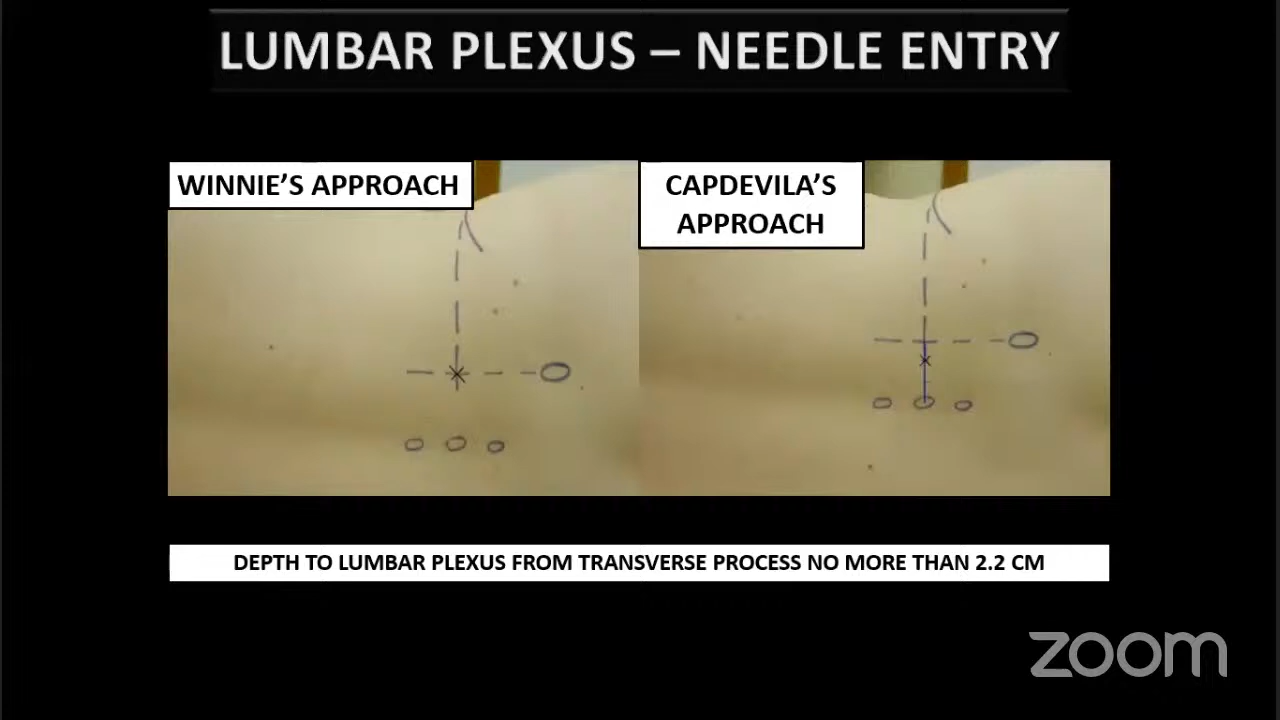 LUMBAR PLEXUS – NEEDLE ENTRY
WINNIE'S APPROACH
CAPDEVILA'S
APPROACH
DEPTH TO LUMBAR PLEXUS FROM TRANSVERSE PROCESS NO MORE THAN 2.2 CM
zoom